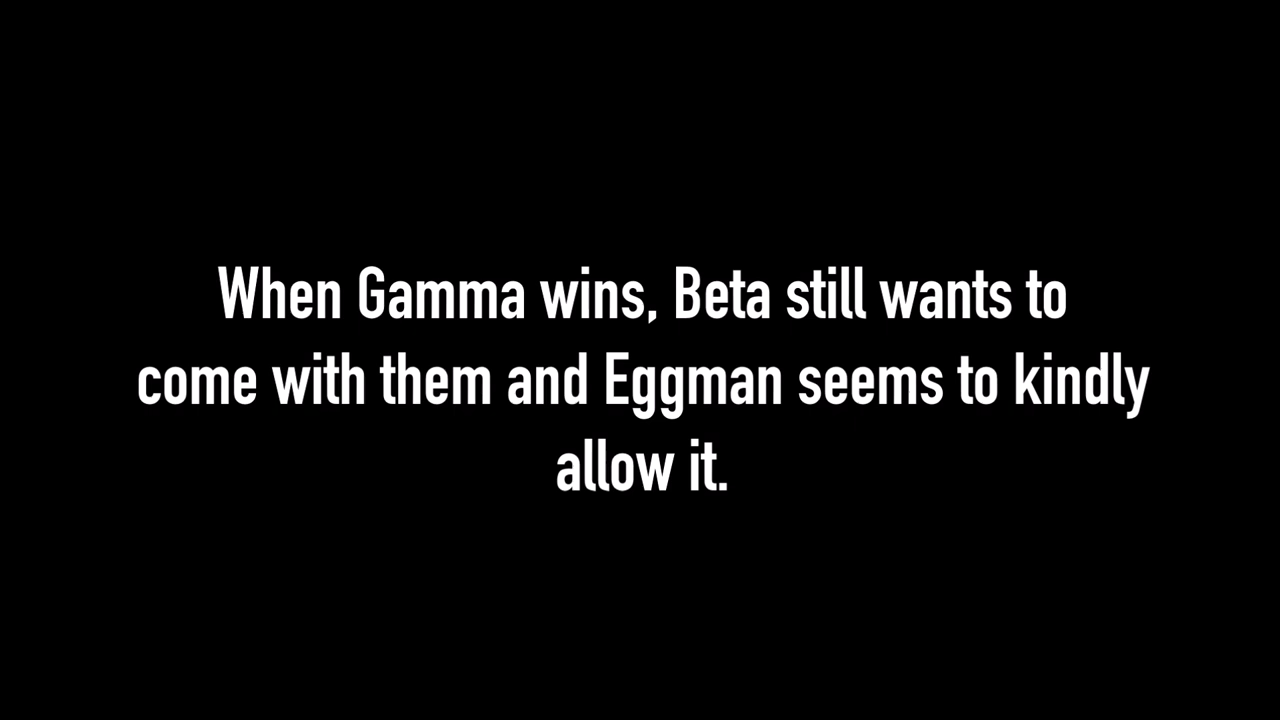 When Gamma wins, Beta still wants to
come with them and Eggman seems to kindly
allow it.